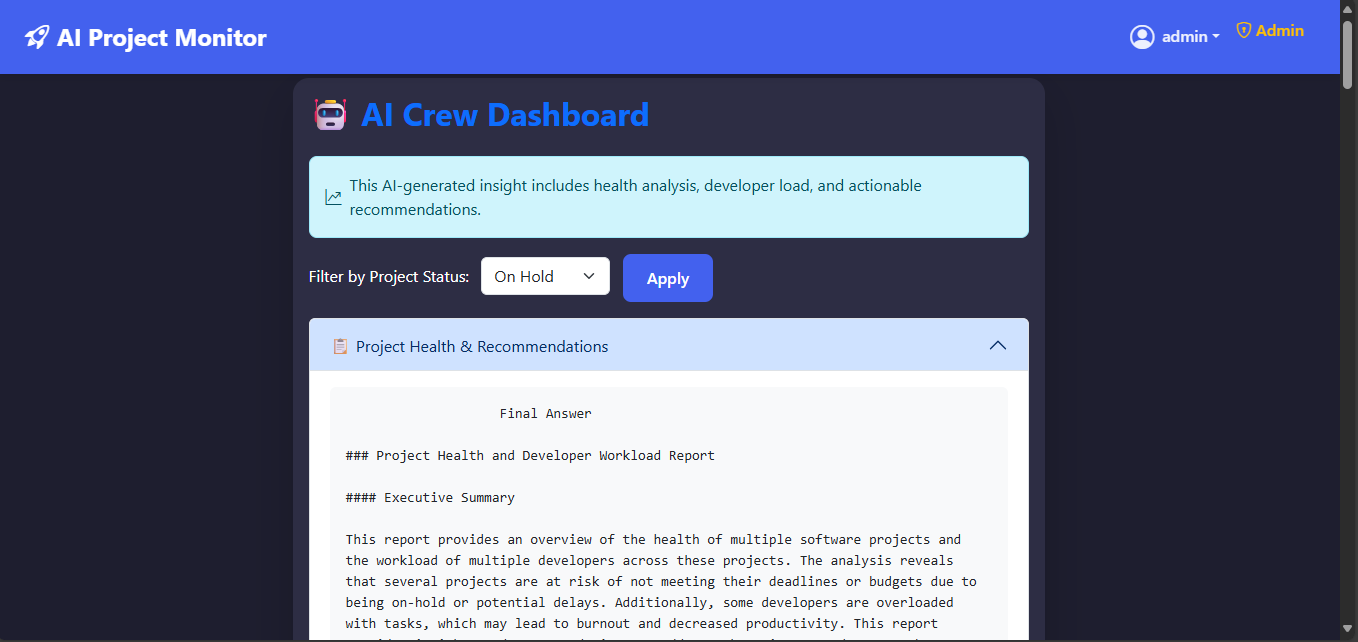 AI Project Monitor
admin
Admin
AI Crew Dashboard
This AI-generated insight includes health analysis, developer load, and actionable
recommendations.
Filter by Project Status:
On Hold
Apply
Project Health & Recommendations
Final Answer
### Project Health and Developer Workload Report
#### Executive Summary
This report provides an overview of the health of multiple software projects and
the workload of multiple developers across these projects. The analysis reveals
that several projects are at risk of not meeting their deadlines or budgets due to
being on-hold or potential delays. Additionally, some developers are overloaded
with tasks, which may lead to burnout and decreased productivity. This report